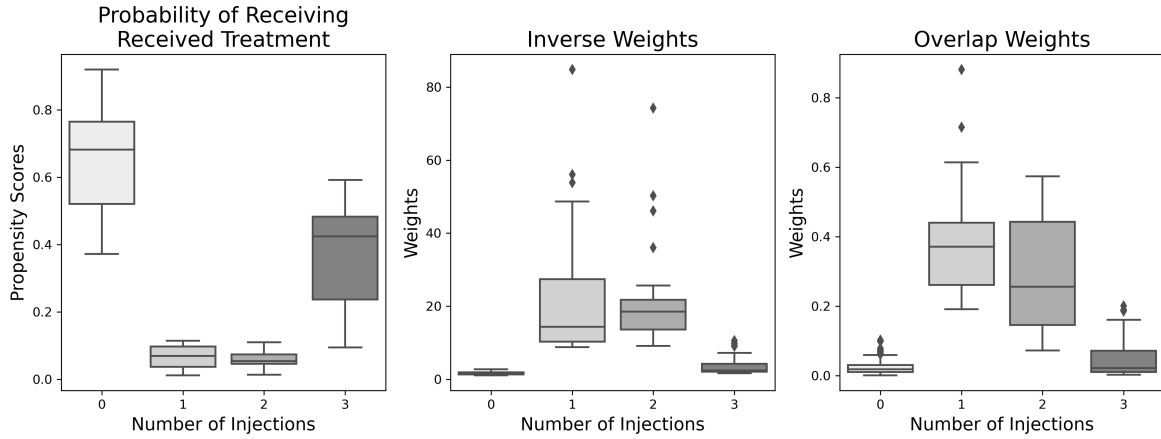 Probability of Receiving
Received Treatment
Propensity Scores
0.8
0.6
0.4
0.2
0.0
0 1 2 3
Number of Injections
Inverse Weights
Weights
80
60
40
20
0
0 1 2 3
Number of Injections
Overlap Weights
Weights
0.8
0.6
0.4
0.2
0.0
0 1 2 3
Number of Injections